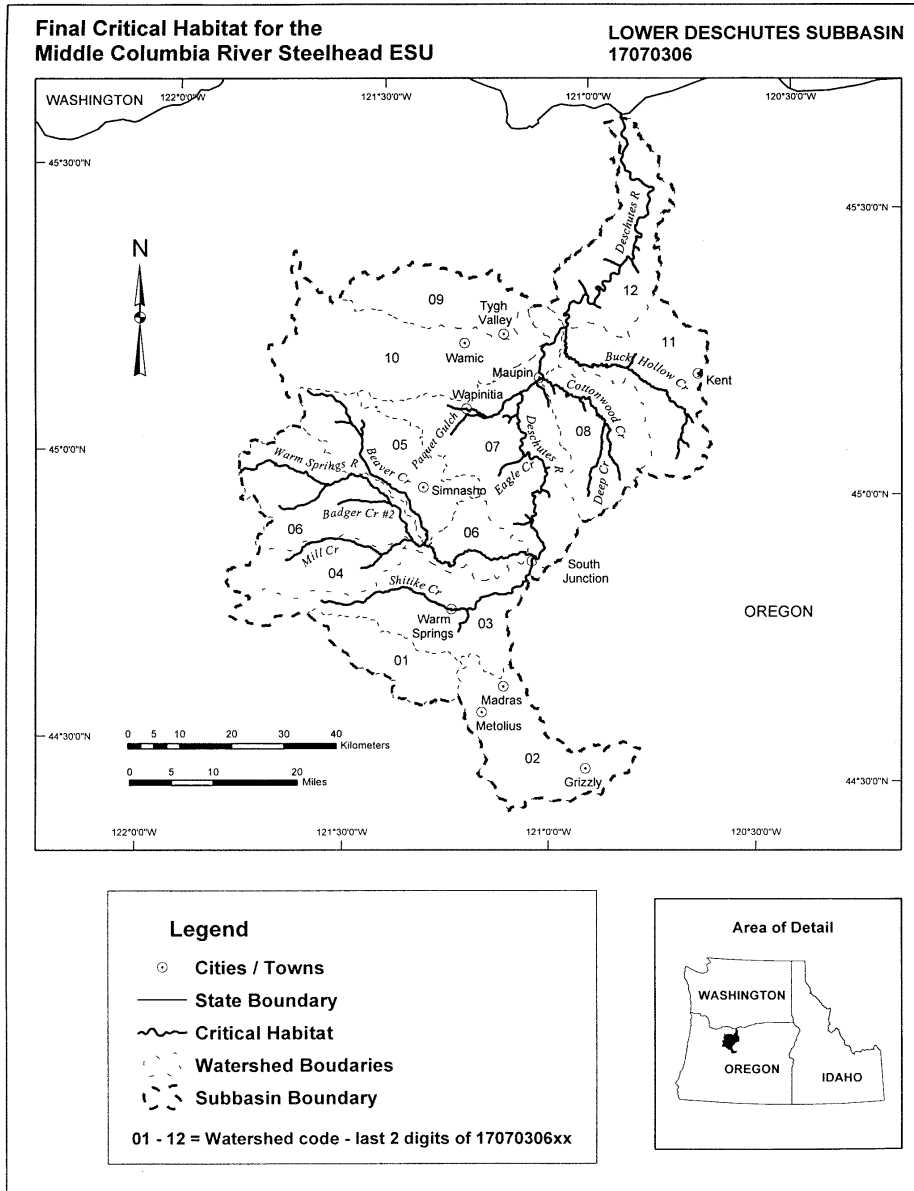 Final Critical Habitat for the
Middle Columbia River Steelhead ESU
LOWER DESCHUTES SUBBASIN
17070306
WASHINGTON
122°0'0"W
121°30'0"W
121°0'0"W
120°30'0"W
45°30'0"N
45°30'0"N
N
Deschutes R
12
09
Tygh
Valley
11
10
Wamic
Buck Hollow Cr
Kent
Maupin
Wapinitia
Cottonwood Cr
Paquet Gulch
05
07
08
Deschutes R
45°0'0"N
45°0'0"N
Warm Springs R
Beaver Cr
Eagle Cr
Deep Cr
Simnasho
Badger Cr #2
06
06
Mill Cr
04
South
Junction
Shitike Cr
OREGON
Warm
Springs
03
01
Madras
Metolius
44°30'0"N
44°30'0"N
02
Grizzly
0 5 10 20 30 40
Kilometers
0 5 10 20
Miles
122°0'0"W
121°30'0"W
121°0'0"W
120°30'0"W
Legend
Cities / Towns
State Boundary
Critical Habitat
Watershed Boudaries
Subbasin Boundary
01 - 12 = Watershed code - last 2 digits of 17070306xx
Area of Detail
WASHINGTON
OREGON
IDAHO